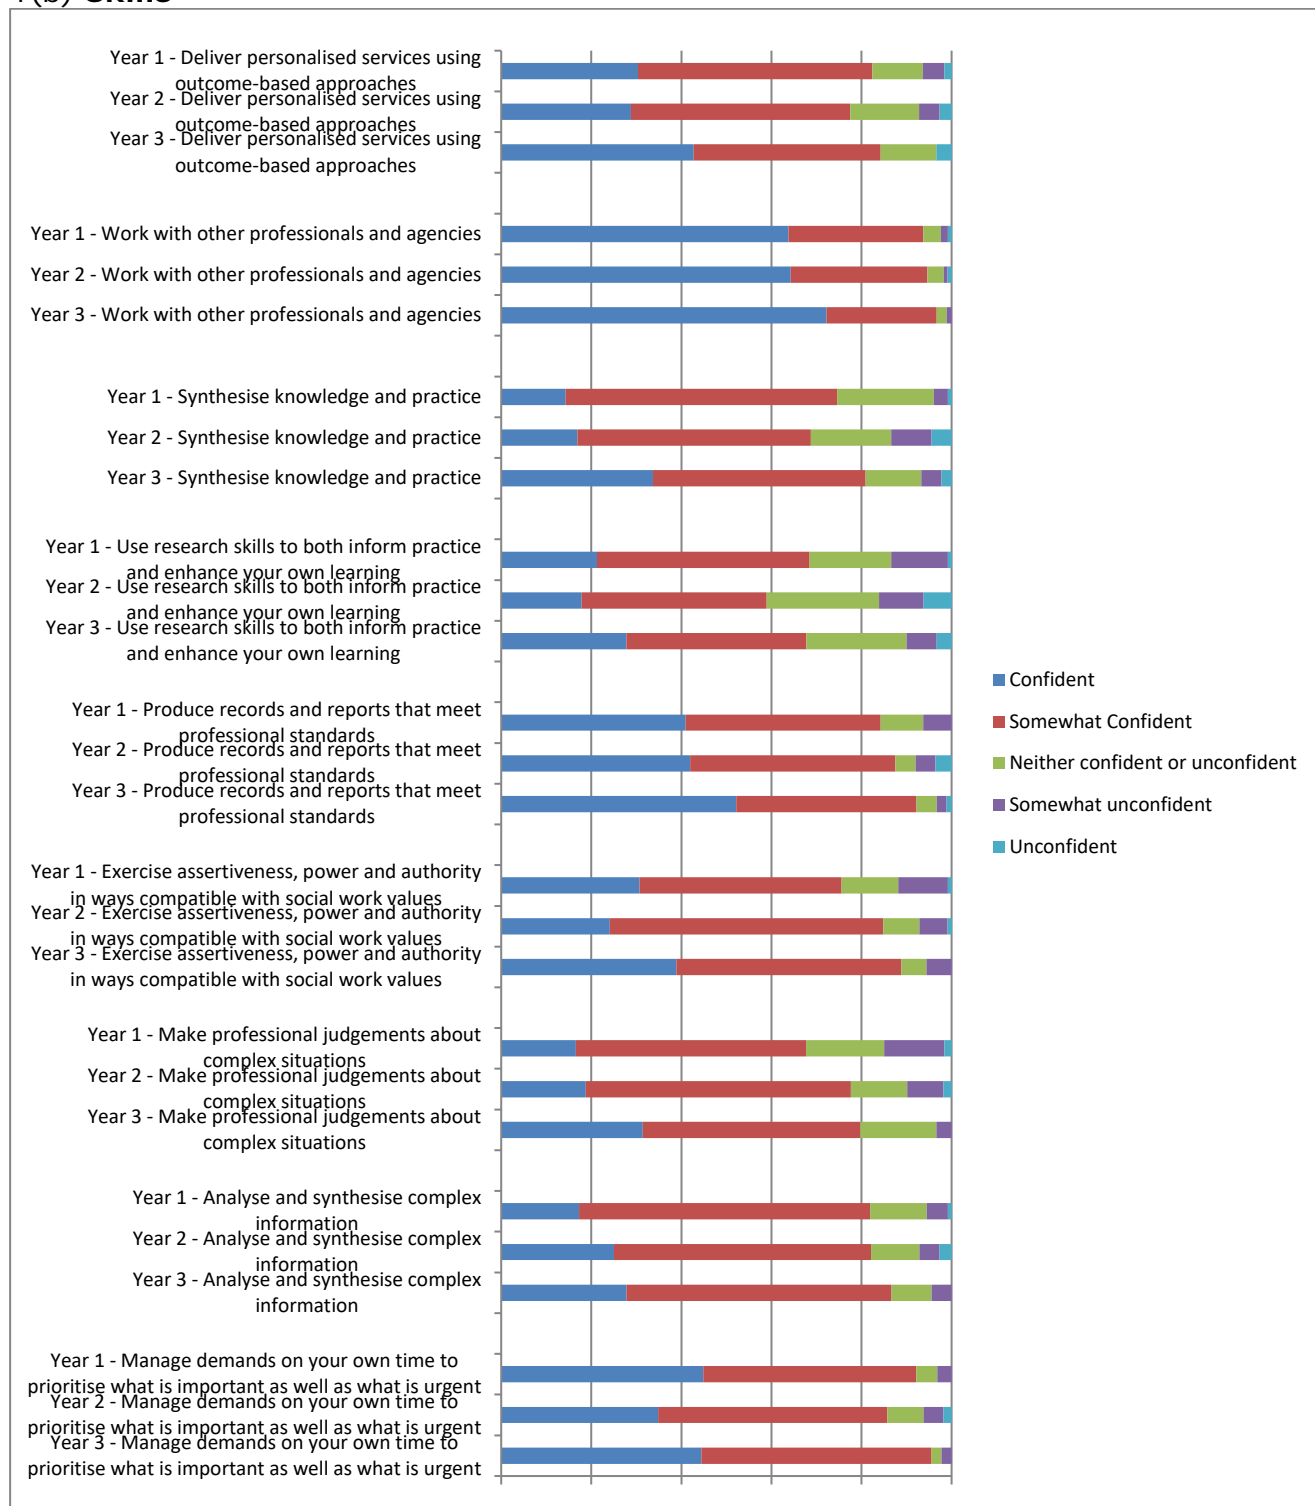 Year 1 - Deliver personalised services using
outcome-based approaches
Year 2 - Deliver personalised services using
outcome-based approaches
Year 3 - Deliver personalised services using
outcome-based approaches
Year 1 - Work with other professionals and agencies
Year 2 - Work with other professionals and agencies
Year 3 - Work with other professionals and agencies
Year 1 - Synthesise knowledge and practice
Year 2 - Synthesise knowledge and practice
Year 3 - Synthesise knowledge and practice
Year 1 - Use research skills to both inform practice
and enhance your own learning
Year 2 - Use research skills to both inform practice
and enhance your own learning
Year 3 - Use research skills to both inform practice
and enhance your own learning
Year 1 - Produce records and reports that meet
professional standards
Year 2 - Produce records and reports that meet
professional standards
Year 3 - Produce records and reports that meet
professional standards
Year 1 - Exercise assertiveness, power and authority
in ways compatible with social work values
Year 2 - Exercise assertiveness, power and authority
in ways compatible with social work values
Year 3 - Exercise assertiveness, power and authority
in ways compatible with social work values
Year 1 - Make professional judgements about
complex situations
Year 2 - Make professional judgements about
complex situations
Year 3 - Make professional judgements about
complex situations
Year 1 - Analyse and synthesise complex
information
Year 2 - Analyse and synthesise complex
information
Year 3 - Analyse and synthesise complex
information
Year 1 - Manage demands on your own time to
prioritise what is important as well as what is urgent
Year 2 - Manage demands on your own time to
prioritise what is important as well as what is urgent
Year 3 - Manage demands on your own time to
prioritise what is important as well as what is urgent
Confident
Somewhat Confident
Neither confident or unconfident
Somewhat unconfident
Unconfident